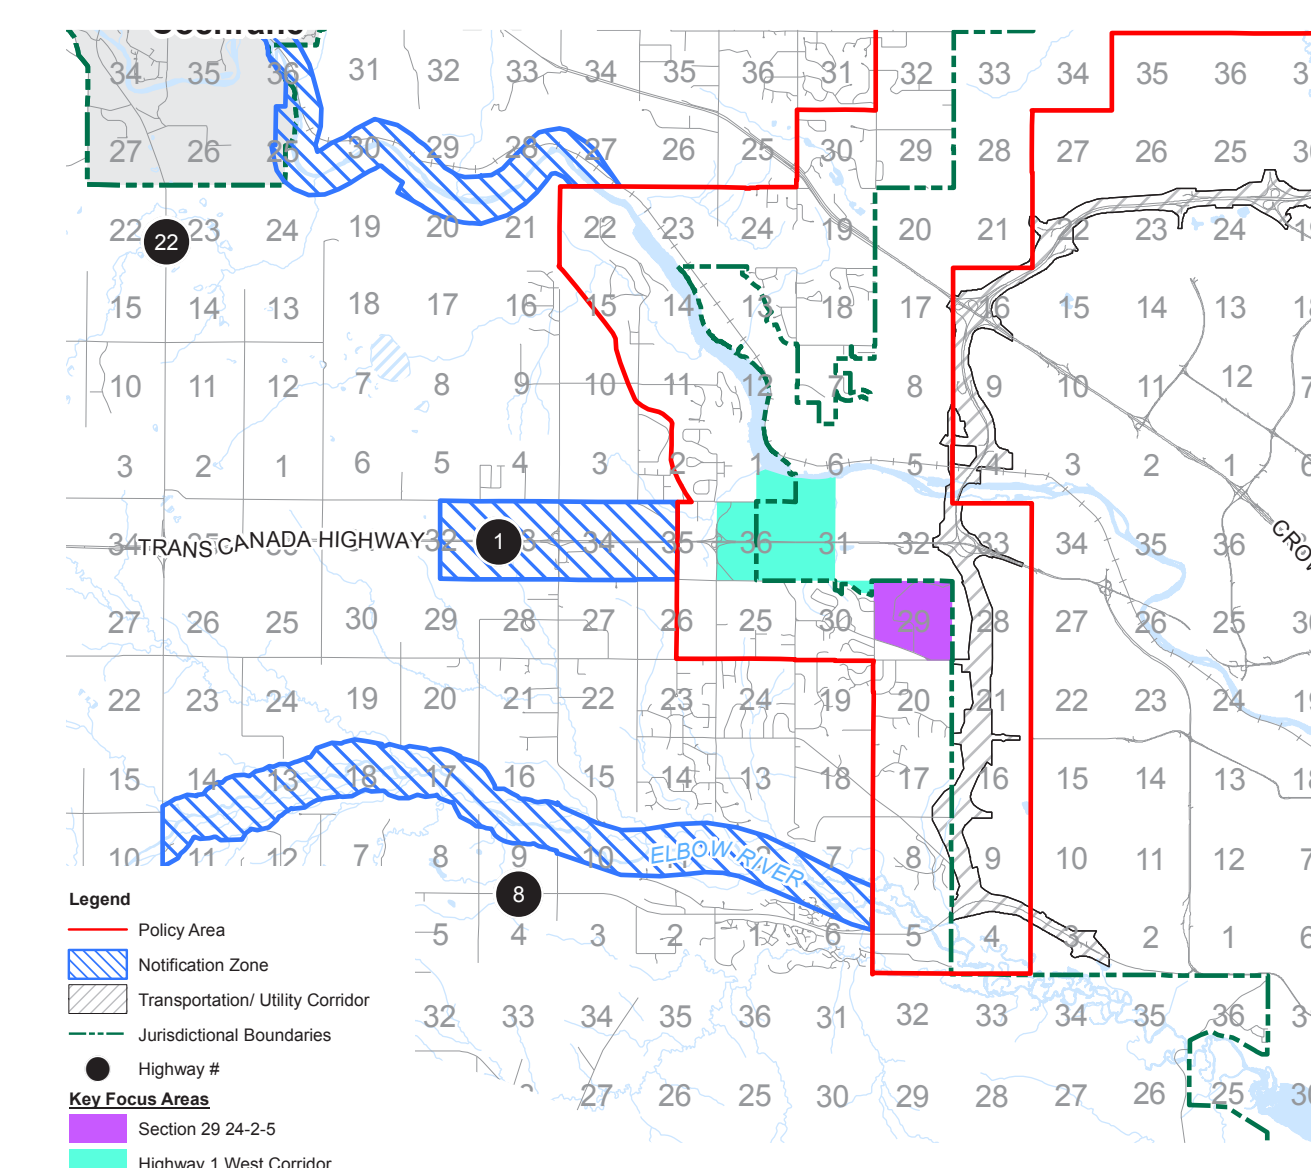 Cochrane
34 35 36 31 32 33 34 35 36 31 32 33 34 35 36
27 26 25 30 29 28 27 26 25 30 29 28 27 26 25
22 22 23 24 19 20 21 22 23 24 19 20 21 22 23 24
15 14 13 18 17 16 15 14 13 18 17 16 15 14 13
10 11 12 7 8 9 10 11 12 7 8 9 10 11 12 7
3 2 1 6 5 4 3 2 1 6 5 4 3 2 1 6
34 TRANS CANADA HIGHWAY 32 1 34 35 36 31 32 33 34 35 36
27 26 25 30 29 28 27 26 25 30 29 28 27 26 25
22 23 24 19 20 21 22 23 24 19 20 21 22 23 24
15 14 13 18 17 16 15 14 13 18 17 16 15 14 13
10 11 12 7 8 9 10 ELBOW RIVER 7 8 9 10 11 12 7
8
5 4 3 2 1 6 5 4 3 2 1 6
32 33 34 35 36 31 32 33 34 35 36
27 26 25 30 29 28 27 26 25
Legend
Policy Area
Notification Zone
Transportation/ Utility Corridor
Jurisdictional Boundaries
Highway #
Key Focus Areas
Section 29 24-2-5
Highway 1 West Corridor